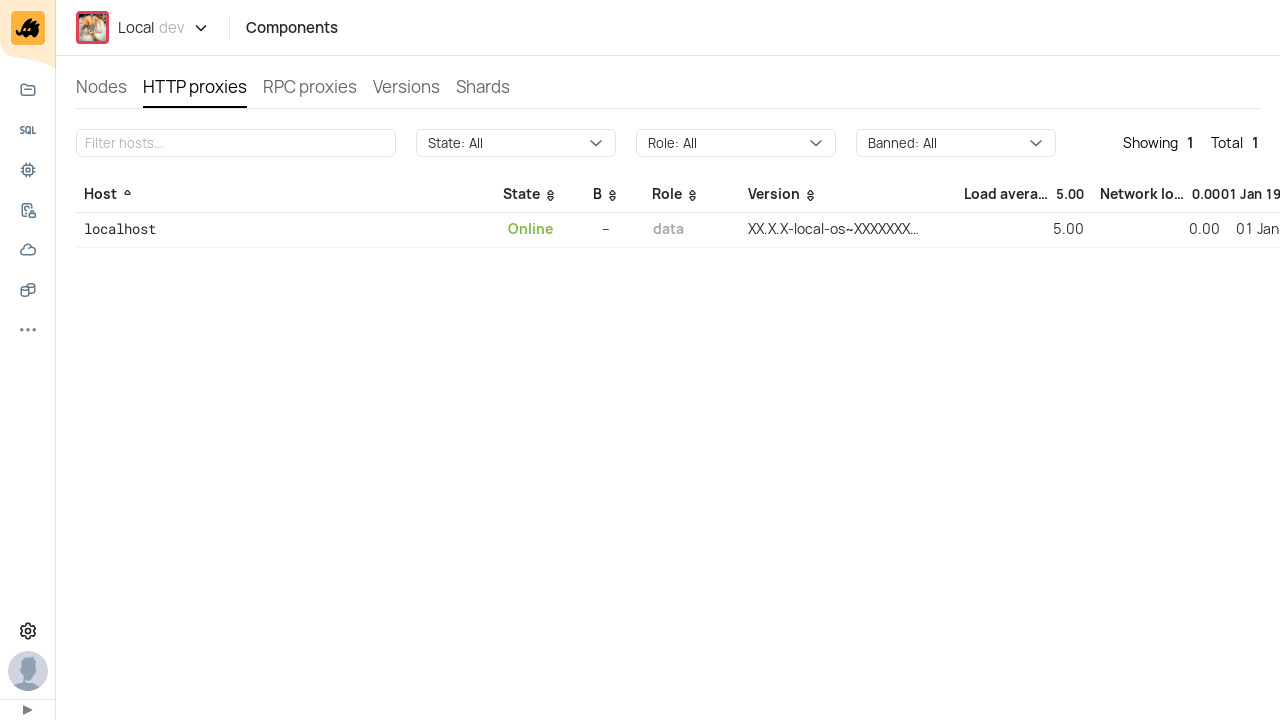 Local dev
Components
Nodes HTTP proxies RPC proxies Versions Shards
Filter hosts... State: All Role: All Banned: All Showing 1 Total 1
Host State B Role Version Load avera... 5.00 Network lo... 0.00 01 Jan 19
localhost Online – data XX.X.X-local-os~XXXXXXX... 5.00 0.00 01 Jan
SQL